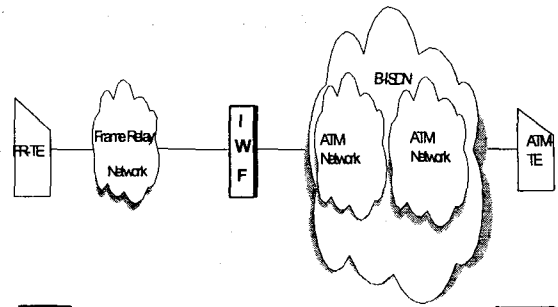 B-ISDN
FR-TE
Frame Relay
Network
I
W
F
ATM
Network
ATM
Network
ATM-
TE